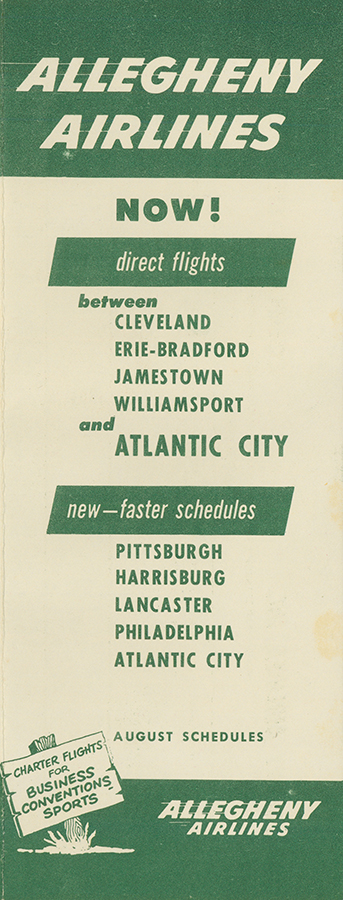 ALLEGHENY
AIRLINES
NOW!
direct flights
between
CLEVELAND
ERIE-BRADFORD
JAMESTOWN
WILLIAMSPORT
and
ATLANTIC CITY
new—faster schedules
PITTSBURGH
HARRISBURG
LANCASTER
PHILADELPHIA
ATLANTIC CITY
AUGUST SCHEDULES
CHARTER FLIGHTS
FOR
BUSINESS
CONVENTIONS
SPORTS
ALLEGHENY
AIRLINES